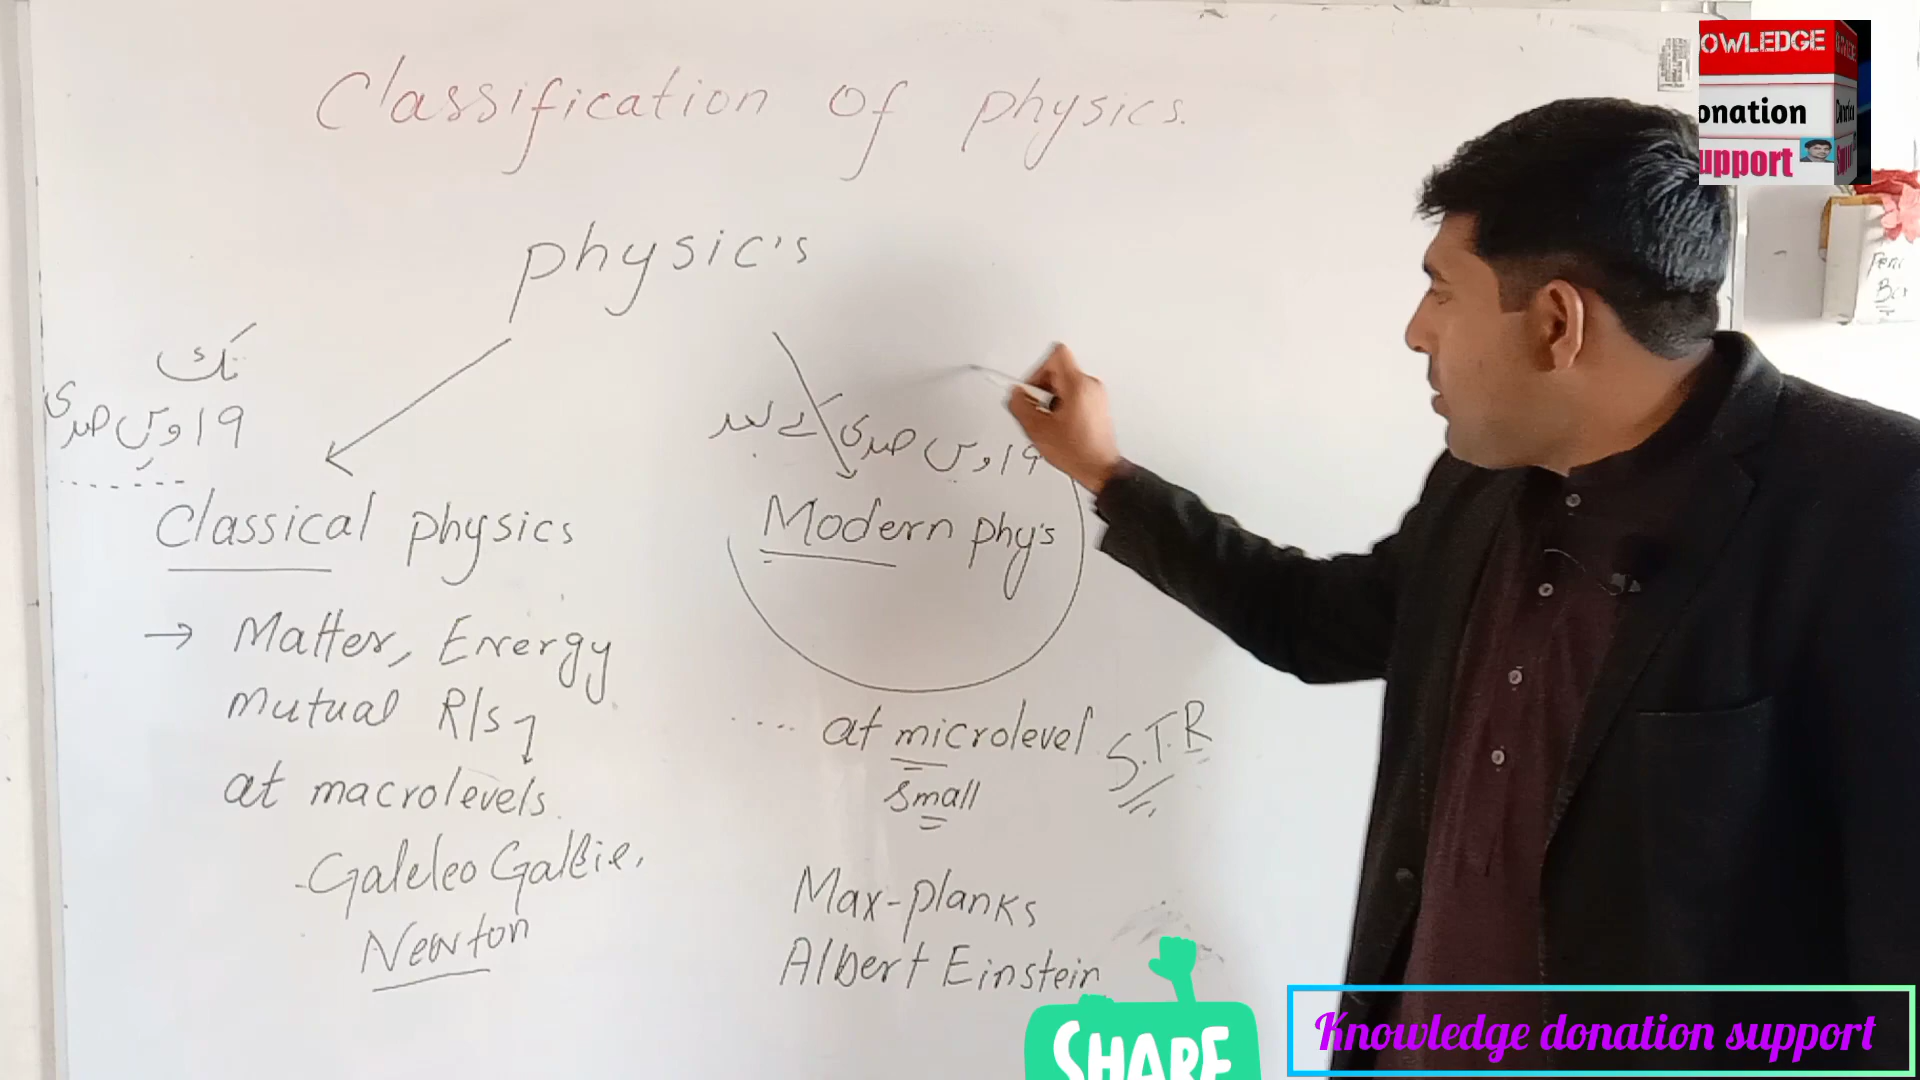 Classification of physics.
physic's
تک
۱۹ویں صدی
Classical physics
→ Matter, Energy
mutual R/s
at macrolevels.
Galeleo Galeie,
Newton
۱۹ویں صدی کے بعد
Modern phy's
.... at microlevel
small
S.T.R
Max-planks
Albert Einstein
OWLEDGE
onation
upport
SHARE
Knowledge donation support